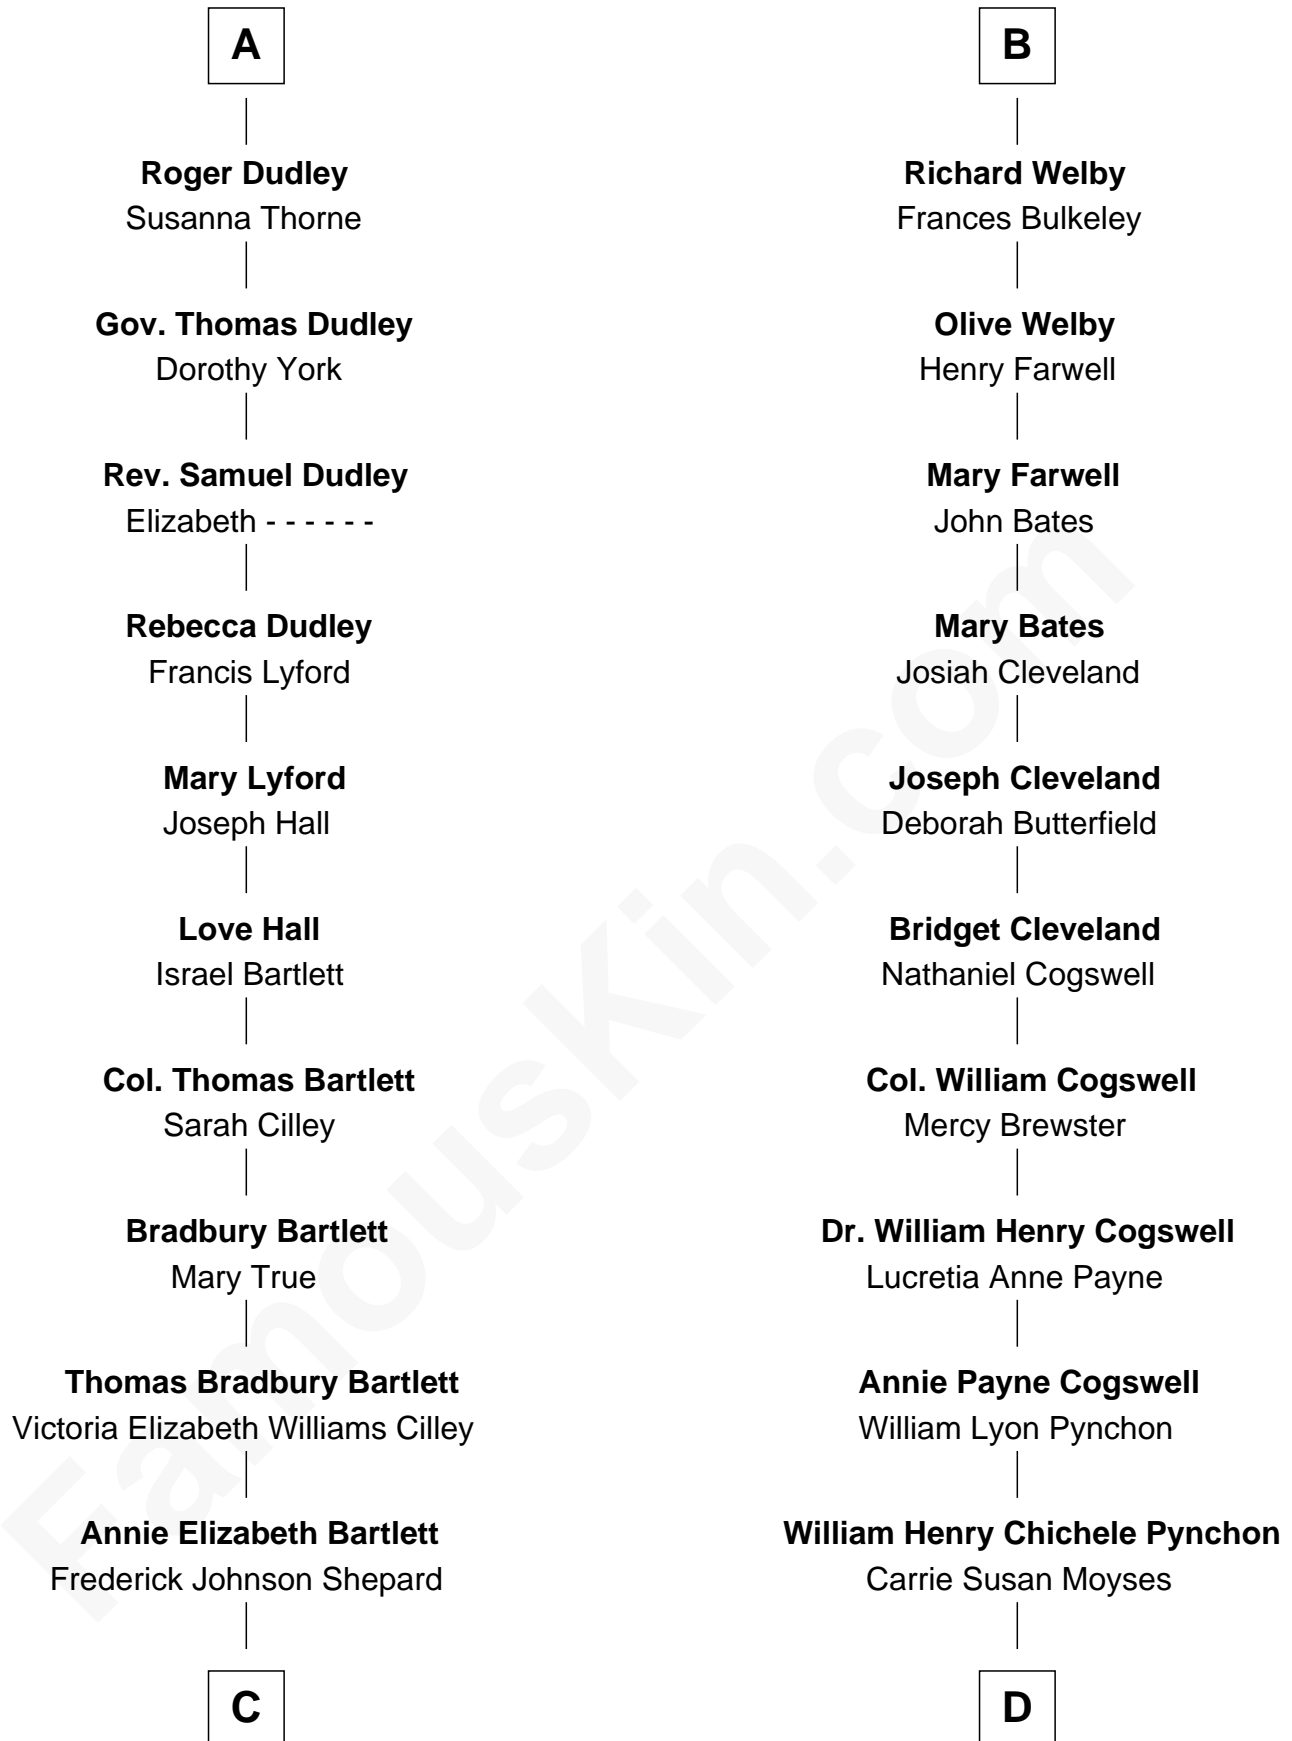 A
Roger Dudley
Susanna Thorne
Gov. Thomas Dudley
Dorothy York
Rev. Samuel Dudley
Elizabeth - - - - - -
Rebecca Dudley
Francis Lyford
Mary Lyford
Joseph Hall
Love Hall
Israel Bartlett
Col. Thomas Bartlett
Sarah Cilley
Bradbury Bartlett
Mary True
Thomas Bradbury Bartlett
Victoria Elizabeth Williams Cilley
Annie Elizabeth Bartlett
Frederick Johnson Shepard
C
B
Richard Welby
Frances Bulkeley
Olive Welby
Henry Farwell
Mary Farwell
John Bates
Mary Bates
Josiah Cleveland
Joseph Cleveland
Deborah Butterfield
Bridget Cleveland
Nathaniel Cogswell
Col. William Cogswell
Mercy Brewster
Dr. William Henry Cogswell
Lucretia Anne Payne
Annie Payne Cogswell
William Lyon Pynchon
William Henry Chichele Pynchon
Carrie Susan Moyses
D
FamousKin.com